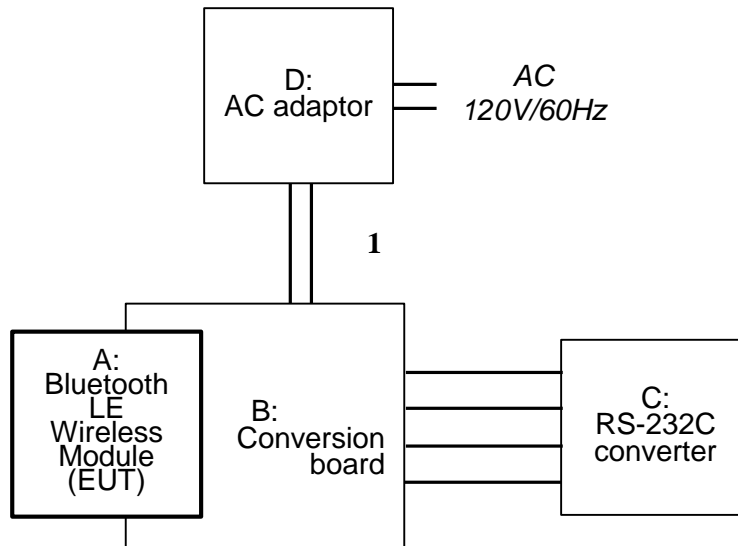 D:
AC adaptor
AC
120V/60Hz
1
A:
Bluetooth
LE
Wireless
Module
(EUT)
B:
Conversion
board
C:
RS-232C
converter